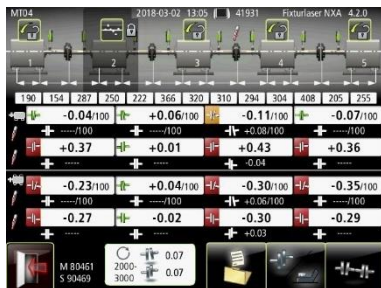 MT04 2018-03-02 13:05 41931 Fixturlaser NXA 4.2.0
1 2 3 4 5
190 154 287 250 222 366 320 310 294 304 408 205 255
-0.04/100 +0.06/100 -0.11/100 -0.07/100
-----/100 -----/100 +0.08/100 -----/100
+0.37 +0.01 +0.43 +0.36
----- ----- -0.04 -----
-0.23/100 +0.04/100 -0.30/100 -0.35/100
-----/100 -----/100 +0.06/100 -----/100
-0.27 -0.02 -0.30 -0.29
----- ----- +0.03 -----
M 80461
S 90469
2000-
3000
0.07
0.07